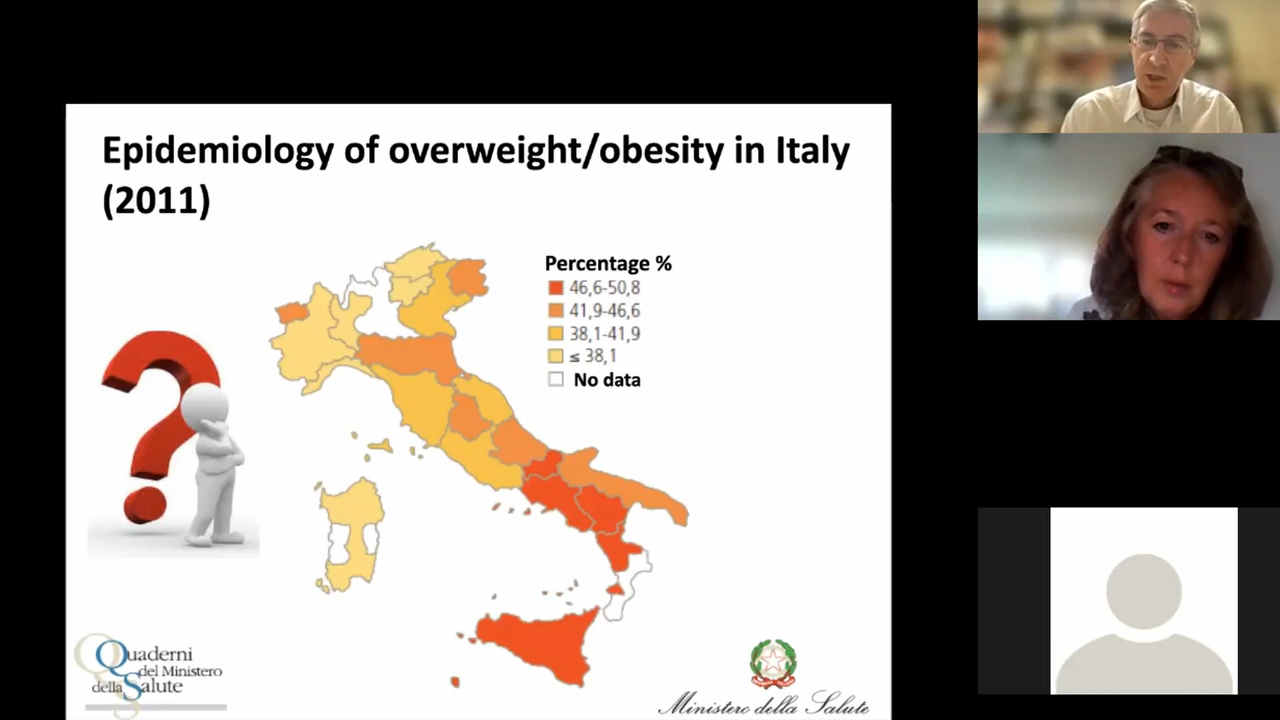 Epidemiology of overweight/obesity in Italy
(2011)
Percentage %
46,6-50,8
41,9-46,6
38,1-41,9
≤ 38,1
No data
Quaderni
del Ministero
della Salute
Ministero della Salute